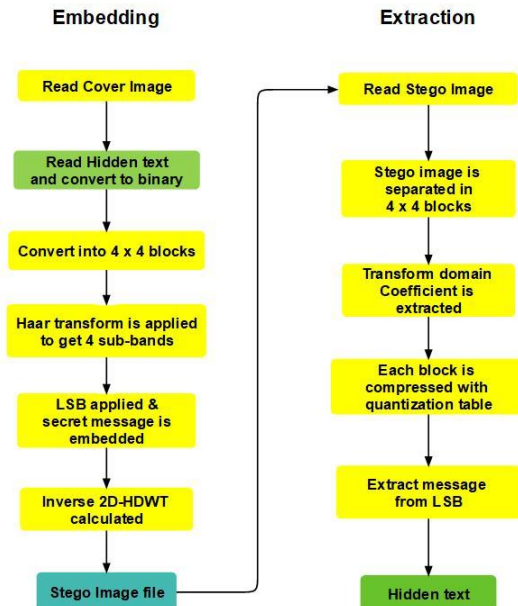 Embedding
Read Cover Image
Read Hidden text
and convert to binary
Convert into 4 x 4 blocks
Haar transform is applied
to get 4 sub-bands
LSB applied &
secret message is
embedded
Inverse 2D-HDWT
calculated
Stego Image file
Extraction
Read Stego Image
Stego image is
separated in
4 x 4 blocks
Transform domain
Coefficient is
extracted
Each block is
compressed with
quantization table
Extract message
from LSB
Hidden text